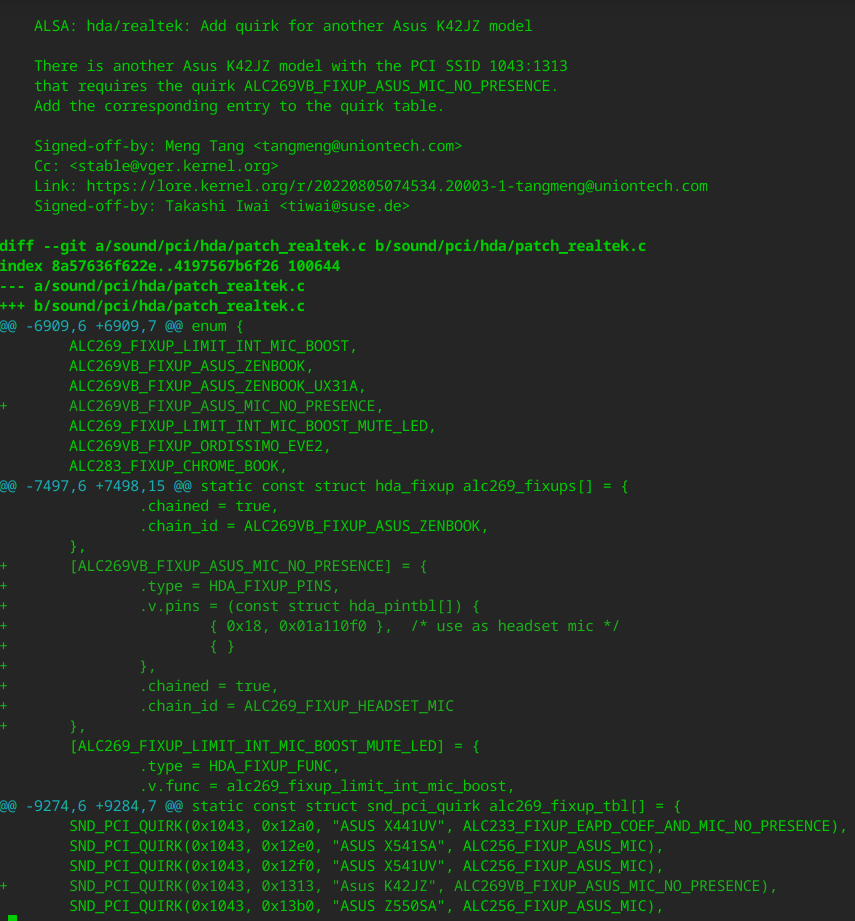 ALSA: hda/realtek: Add quirk for another Asus K42JZ model

There is another Asus K42JZ model with the PCI SSID 1043:1313
that requires the quirk ALC269VB_FIXUP_ASUS_MIC_NO_PRESENCE.
Add the corresponding entry to the quirk table.

Signed-off-by: Meng Tang <tangmeng@uniontech.com>
Cc: <stable@vger.kernel.org>
Link: https://lore.kernel.org/r/20220805074534.20003-1-tangmeng@uniontech.com
Signed-off-by: Takashi Iwai <tiwai@suse.de>

diff --git a/sound/pci/hda/patch_realtek.c b/sound/pci/hda/patch_realtek.c
index 8a57636f622e..4197567b6f26 100644
--- a/sound/pci/hda/patch_realtek.c
+++ b/sound/pci/hda/patch_realtek.c
@@ -6909,6 +6909,7 @@ enum {
        ALC269_FIXUP_LIMIT_INT_MIC_BOOST,
        ALC269VB_FIXUP_ASUS_ZENBOOK,
        ALC269VB_FIXUP_ASUS_ZENBOOK_UX31A,
+       ALC269VB_FIXUP_ASUS_MIC_NO_PRESENCE,
        ALC269_FIXUP_LIMIT_INT_MIC_BOOST_MUTE_LED,
        ALC269VB_FIXUP_ORDISSIMO_EVE2,
        ALC283_FIXUP_CHROME_BOOK,
@@ -7497,6 +7498,15 @@ static const struct hda_fixup alc269_fixups[] = {
                .chained = true,
                .chain_id = ALC269VB_FIXUP_ASUS_ZENBOOK,
        },
+       [ALC269VB_FIXUP_ASUS_MIC_NO_PRESENCE] = {
+               .type = HDA_FIXUP_PINS,
+               .v.pins = (const struct hda_pintbl[]) {
+                       { 0x18, 0x01a110f0 },  /* use as headset mic */
+                       { }
+               },
+               .chained = true,
+               .chain_id = ALC269_FIXUP_HEADSET_MIC
+       },
        [ALC269_FIXUP_LIMIT_INT_MIC_BOOST_MUTE_LED] = {
                .type = HDA_FIXUP_FUNC,
                .v.func = alc269_fixup_limit_int_mic_boost,
@@ -9274,6 +9284,7 @@ static const struct snd_pci_quirk alc269_fixup_tbl[] = {
        SND_PCI_QUIRK(0x1043, 0x12a0, "ASUS X441UV", ALC233_FIXUP_EAPD_COEF_AND_MIC_NO_PRESENCE),
        SND_PCI_QUIRK(0x1043, 0x12e0, "ASUS X541SA", ALC256_FIXUP_ASUS_MIC),
        SND_PCI_QUIRK(0x1043, 0x12f0, "ASUS X541UV", ALC256_FIXUP_ASUS_MIC),
+       SND_PCI_QUIRK(0x1043, 0x1313, "Asus K42JZ", ALC269VB_FIXUP_ASUS_MIC_NO_PRESENCE),
        SND_PCI_QUIRK(0x1043, 0x13b0, "ASUS Z550SA", ALC256_FIXUP_ASUS_MIC),